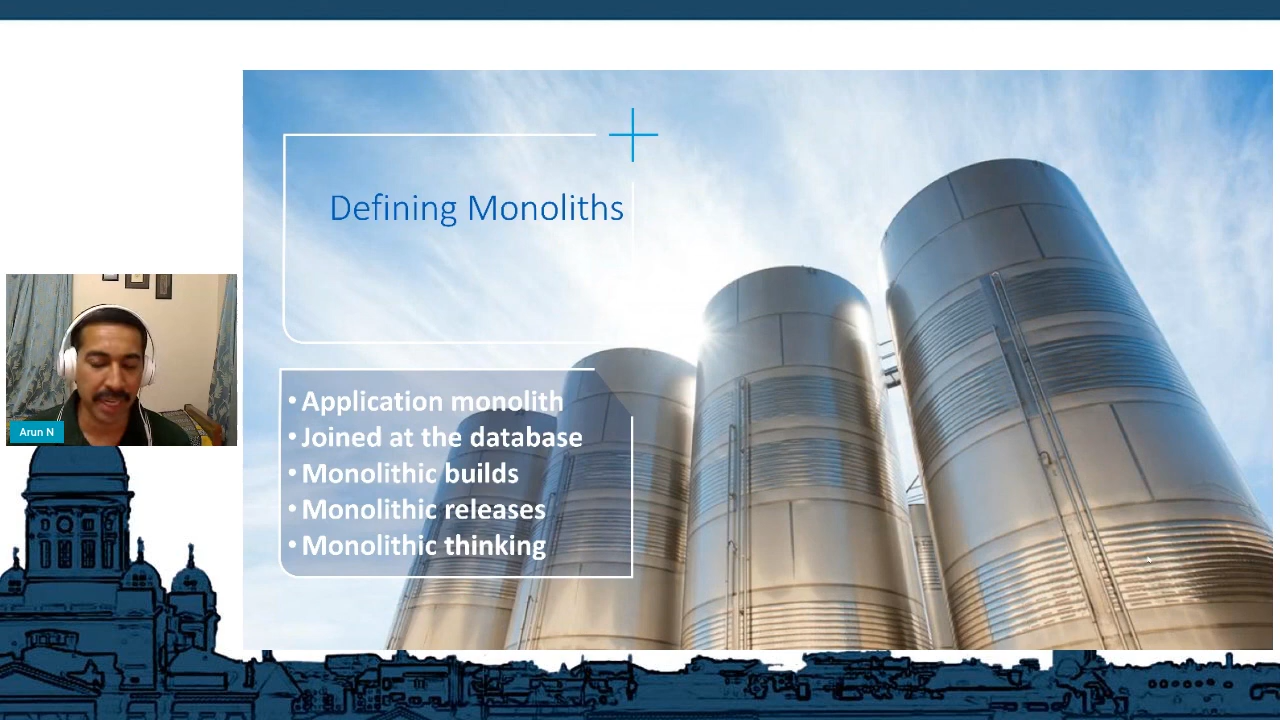 Defining Monoliths
• Application monolith
• Joined at the database
• Monolithic builds
• Monolithic releases
• Monolithic thinking
Arun N